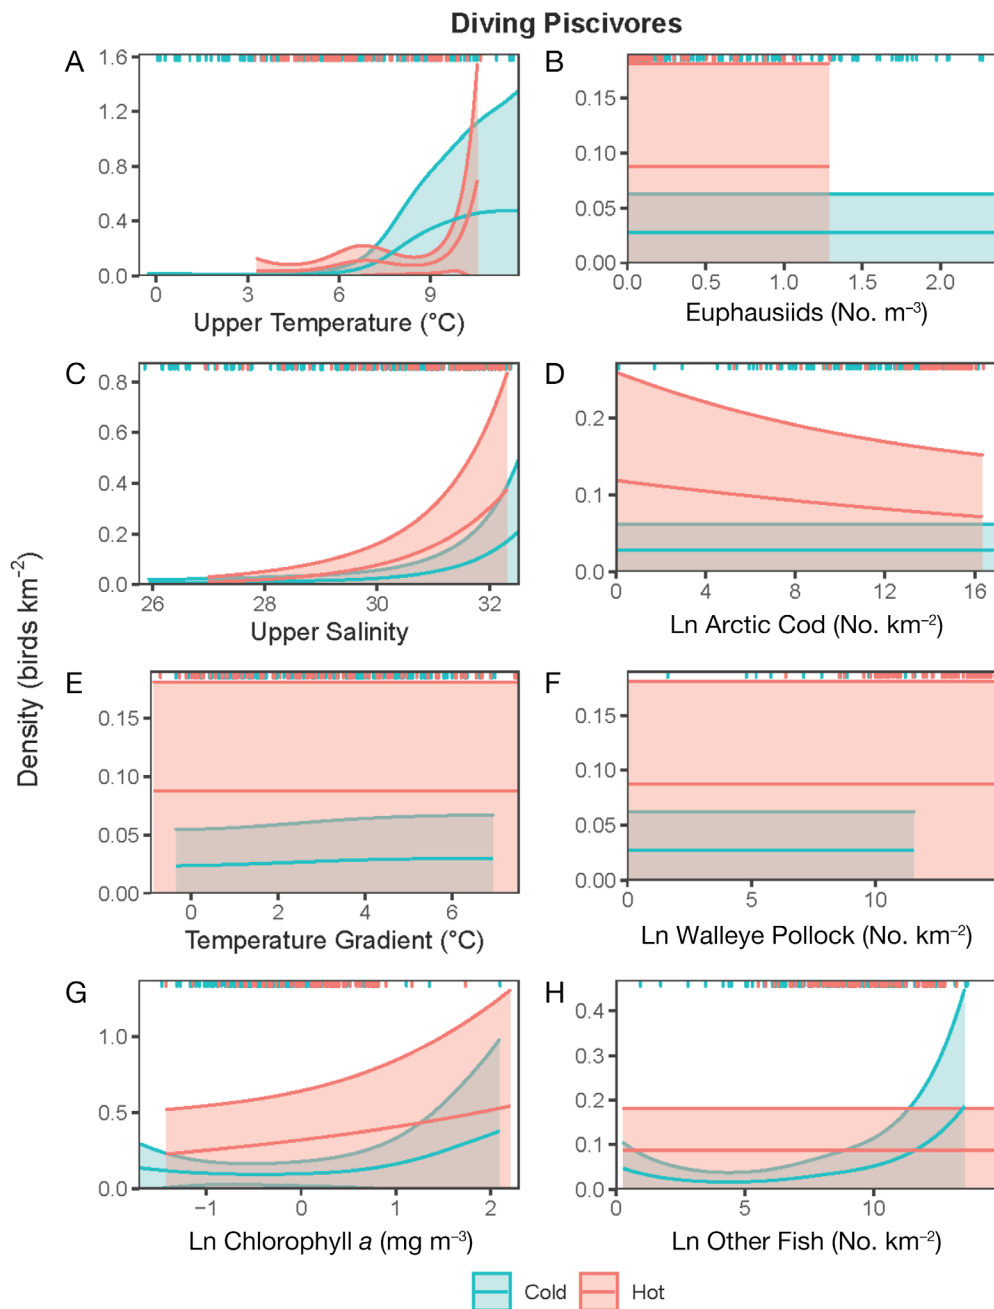 Diving Piscivores
A
1.6
1.2
0.8
0.4
0.0
0 3 6 9
Upper Temperature (°C)
B
0.15
0.10
0.05
0.00
0.0 0.5 1.0 1.5 2.0
Euphausiids (No. m⁻³)
C
0.8
0.6
0.4
0.2
0.0
26 28 30 32
Upper Salinity
D
0.2
0.1
0.0
0 4 8 12 16
Ln Arctic Cod (No. km⁻²)
Density (birds km⁻²)
E
0.15
0.10
0.05
0.00
0 2 4 6
Temperature Gradient (°C)
F
0.15
0.10
0.05
0.00
0 5 10
Ln Walleye Pollock (No. km⁻²)
G
1.0
0.5
0.0
−1 0 1 2
Ln Chlorophyll a (mg m⁻³)
H
0.4
0.3
0.2
0.1
0.0
0 5 10
Ln Other Fish (No. km⁻²)
Cold Hot